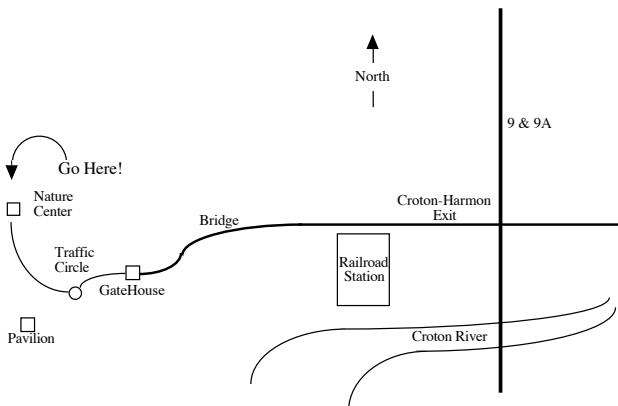 North
9 & 9A
Go Here!
Nature
Center
Croton-Harmon
Exit
Bridge
Traffic
Circle
Railroad
Station
GateHouse
Pavilion
Croton River